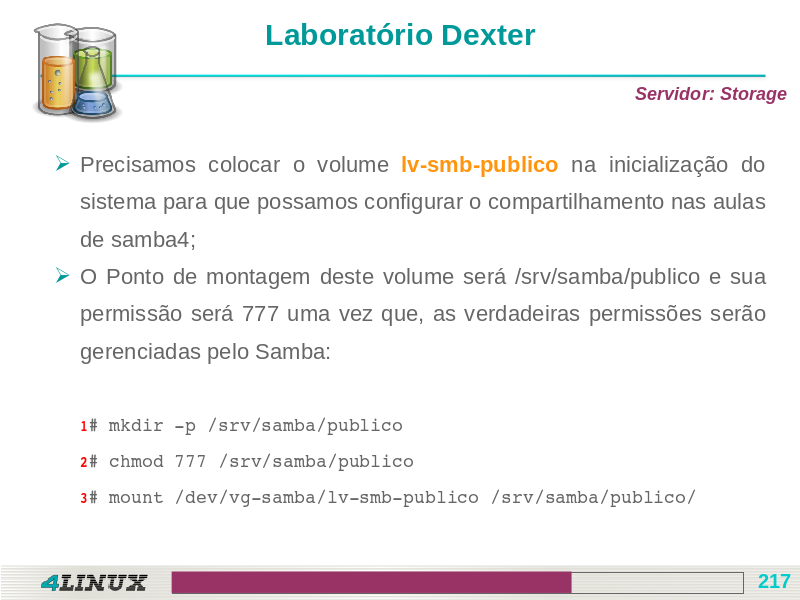 Laboratório Dexter
Servidor: Storage
Precisamos colocar o volume lv-smb-publico na inicialização do
sistema para que possamos configurar o compartilhamento nas aulas
de samba4;
O Ponto de montagem deste volume será /srv/samba/publico e sua
permissão será 777 uma vez que, as verdadeiras permissões serão
gerenciadas pelo Samba:
1# mkdir -p /srv/samba/publico
2# chmod 777 /srv/samba/publico
3# mount /dev/vg-samba/lv-smb-publico /srv/samba/publico/
4LINUX
217